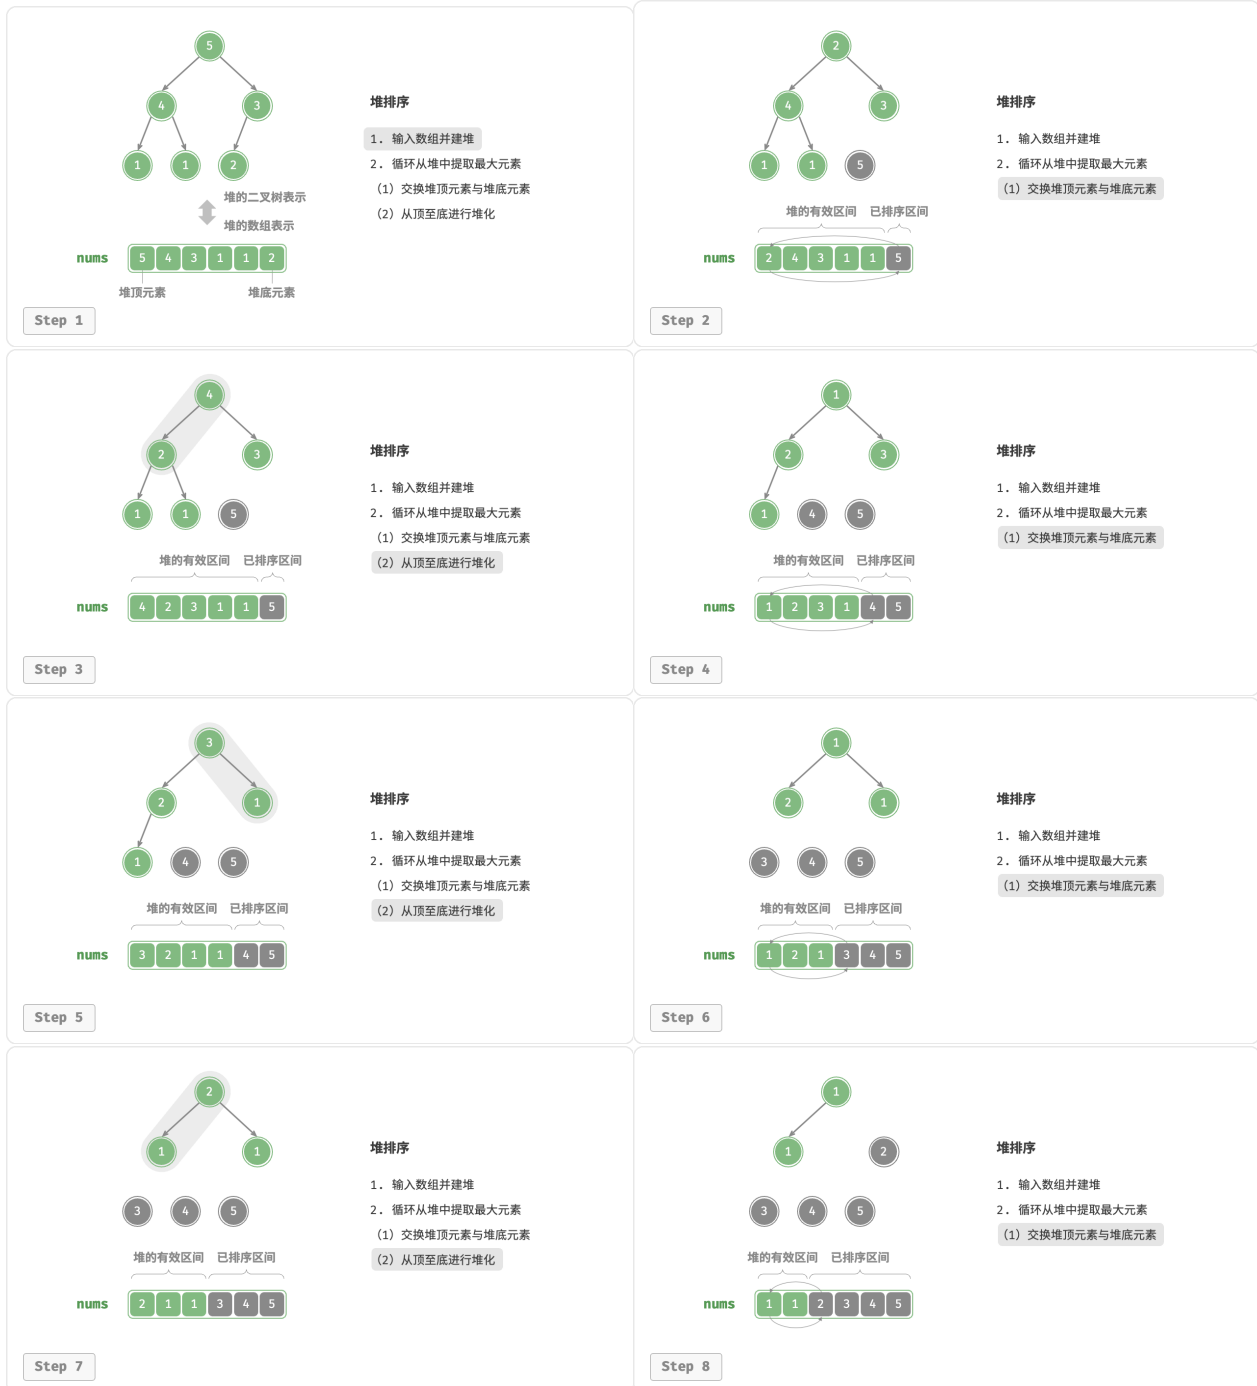 5
4 3
1 1 2
堆的二叉树表示
堆的数组表示
nums 5 4 3 1 1 2
堆顶元素 堆底元素
堆排序
1. 输入数组并建堆
2. 循环从堆中提取最大元素
（1）交换堆顶元素与堆底元素
（2）从顶至底进行堆化
Step 1
2
4 3
1 1 5
堆的有效区间 已排序区间
nums 2 4 3 1 1 5
堆排序
1. 输入数组并建堆
2. 循环从堆中提取最大元素
（1）交换堆顶元素与堆底元素
Step 2
4
2 3
1 1 5
堆的有效区间 已排序区间
nums 4 2 3 1 1 5
堆排序
1. 输入数组并建堆
2. 循环从堆中提取最大元素
（1）交换堆顶元素与堆底元素
（2）从顶至底进行堆化
Step 3
1
2 3
1 4 5
堆的有效区间 已排序区间
nums 1 2 3 1 4 5
堆排序
1. 输入数组并建堆
2. 循环从堆中提取最大元素
（1）交换堆顶元素与堆底元素
Step 4
3
2 1
1 4 5
堆的有效区间 已排序区间
nums 3 2 1 1 4 5
堆排序
1. 输入数组并建堆
2. 循环从堆中提取最大元素
（1）交换堆顶元素与堆底元素
（2）从顶至底进行堆化
Step 5
1
2 1
3 4 5
堆的有效区间 已排序区间
nums 1 2 1 3 4 5
堆排序
1. 输入数组并建堆
2. 循环从堆中提取最大元素
（1）交换堆顶元素与堆底元素
Step 6
2
1 1
3 4 5
堆的有效区间 已排序区间
nums 2 1 1 3 4 5
堆排序
1. 输入数组并建堆
2. 循环从堆中提取最大元素
（1）交换堆顶元素与堆底元素
（2）从顶至底进行堆化
Step 7
1
1 2
3 4 5
堆的有效区间 已排序区间
nums 1 1 2 3 4 5
堆排序
1. 输入数组并建堆
2. 循环从堆中提取最大元素
（1）交换堆顶元素与堆底元素
Step 8